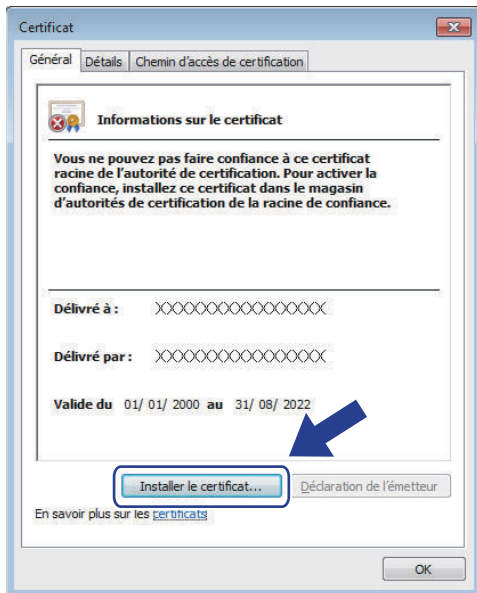 Certificat
Général Détails Chemin d'accès de certification
Informations sur le certificat
Vous ne pouvez pas faire confiance à ce certificat
racine de l'autorité de certification. Pour activer la
confiance, installez ce certificat dans le magasin
d'autorités de certification de la racine de confiance.
Délivré à : XXXXXXXXXXXXXXXXX
Délivré par : XXXXXXXXXXXXXXXXX
Valide du 01/ 01/ 2000 au 31/ 08/ 2022
Installer le certificat... Déclaration de l'émetteur
En savoir plus sur les certificats
OK